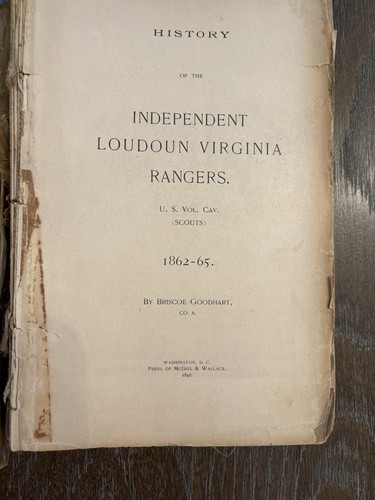 HISTORY
OF THE
INDEPENDENT
LOUDOUN VIRGINIA
RANGERS.
U. S. VOL. CAV.
(SCOUTS)
1862-65.
BY BRISCOE GOODHART,
CO. A.
WASHINGTON, D. C.
PRESS OF MCGILL & WALLACE.
1896.